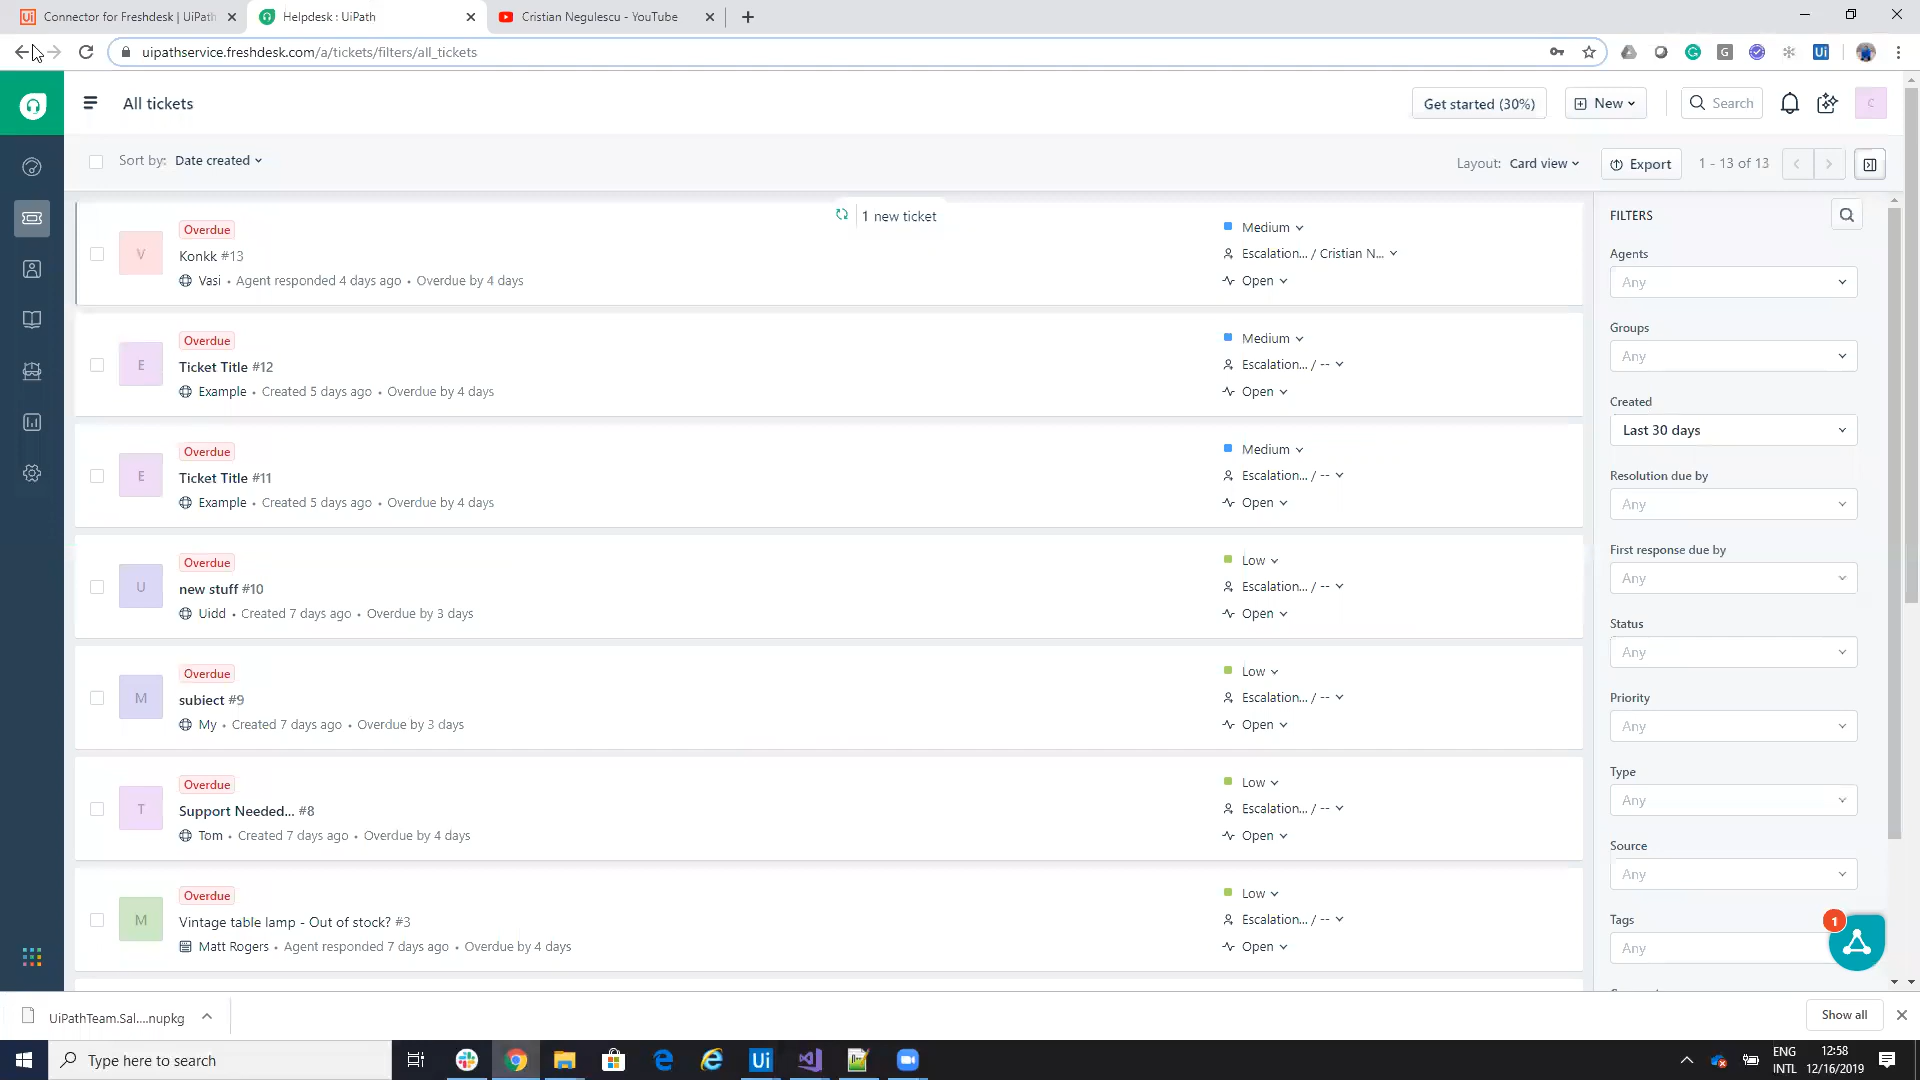 Connector for Freshdesk | UiPath
Helpdesk : UiPath
Cristian Negulescu - YouTube
uipathservice.freshdesk.com/a/tickets/filters/all_tickets
All tickets
Get started (30%)
New
Search
C
Sort by: Date created
Layout: Card view
Export
1 - 13 of 13
1 new ticket
V
Overdue
Konkk #13
Vasi • Agent responded 4 days ago • Overdue by 4 days
Medium
Escalation... / Cristian N...
Open
E
Overdue
Ticket Title #12
Example • Created 5 days ago • Overdue by 4 days
Medium
Escalation... / --
Open
E
Overdue
Ticket Title #11
Example • Created 5 days ago • Overdue by 4 days
Medium
Escalation... / --
Open
U
Overdue
new stuff #10
Uidd • Created 7 days ago • Overdue by 3 days
Low
Escalation... / --
Open
M
Overdue
subiect #9
My • Created 7 days ago • Overdue by 3 days
Low
Escalation... / --
Open
T
Overdue
Support Needed... #8
Tom • Created 7 days ago • Overdue by 4 days
Low
Escalation... / --
Open
M
Overdue
Vintage table lamp - Out of stock? #3
Matt Rogers • Agent responded 7 days ago • Overdue by 4 days
Low
Escalation... / --
Open
FILTERS
Agents
Any
Groups
Any
Created
Last 30 days
Resolution due by
Any
First response due by
Any
Status
Any
Priority
Any
Type
Any
Source
Any
Tags
Any
1
UiPathTeam.Sal....nupkg
Show all
Type here to search
Ui
ENG
INTL
12:58
12/16/2019